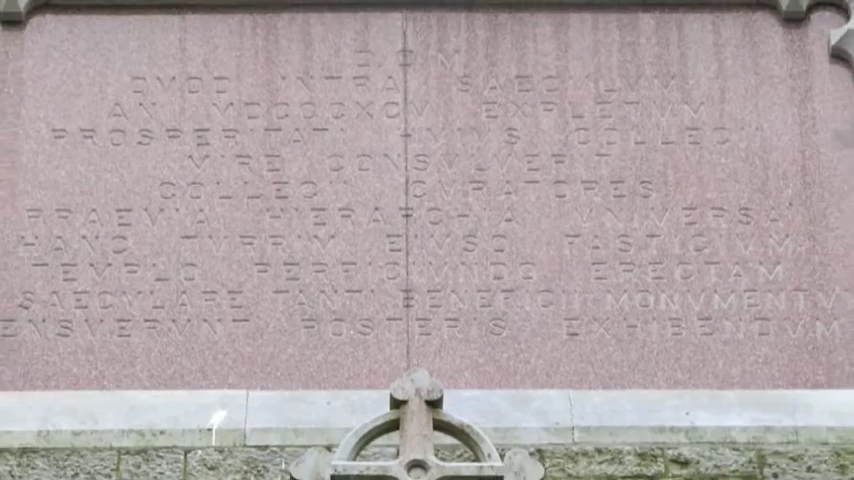 D O M
QVOD INTRA SAECVLVM
AN MDCCCXCV EXPLETVM
PROSPERITATI HVIVS COLLEGII
MIRE CONSVLVERIT
COLLEGII CVRATORES
PRAEVIA HIERARCHIA VNIVERSA
HANC TVRRIM EIVSQ FASTIGIVM
TEMPLO PERFICIVNDO ERECTAM
SAECVLARE TANTI BENEFICII MONVMENTVM
ENSVERVNT POSTERIS EXHIBENDVM